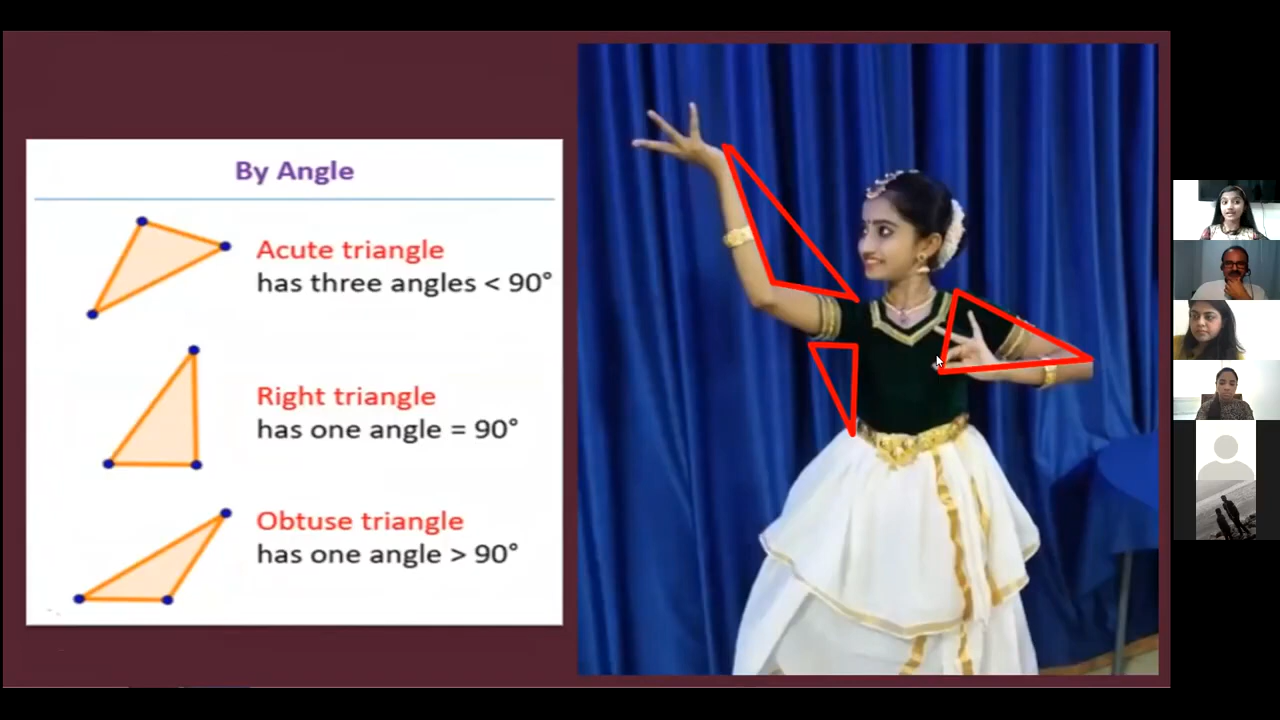 By Angle
Acute triangle
has three angles < 90°
Right triangle
has one angle = 90°
Obtuse triangle
has one angle > 90°